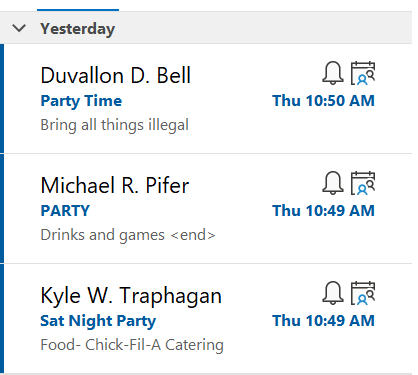 Yesterday
Duvallon D. Bell
Party Time Thu 10:50 AM
Bring all things illegal
Michael R. Pifer
PARTY Thu 10:49 AM
Drinks and games <end>
Kyle W. Traphagan
Sat Night Party Thu 10:49 AM
Food- Chick-Fil-A Catering